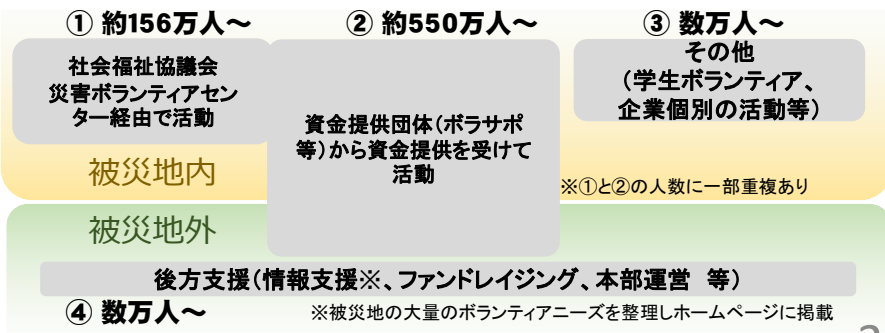 ① 約156万人～
② 約550万人～
③ 数万人～
社会福祉協議会
災害ボランティアセン
ター経由で活動
資金提供団体（ボラサポ
等）から資金提供を受けて
活動
その他
（学生ボランティア、
企業個別の活動等）
被災地内
※①と②の人数に一部重複あり
被災地外
後方支援（情報支援※、ファンドレイジング、本部運営 等）
④ 数万人～
※被災地の大量のボランティアニーズを整理しホームページに掲載